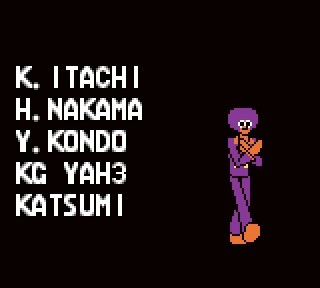 K. ITACHI
H. NAKAMA
Y. KONDO
KG YAH3
KATSUMI